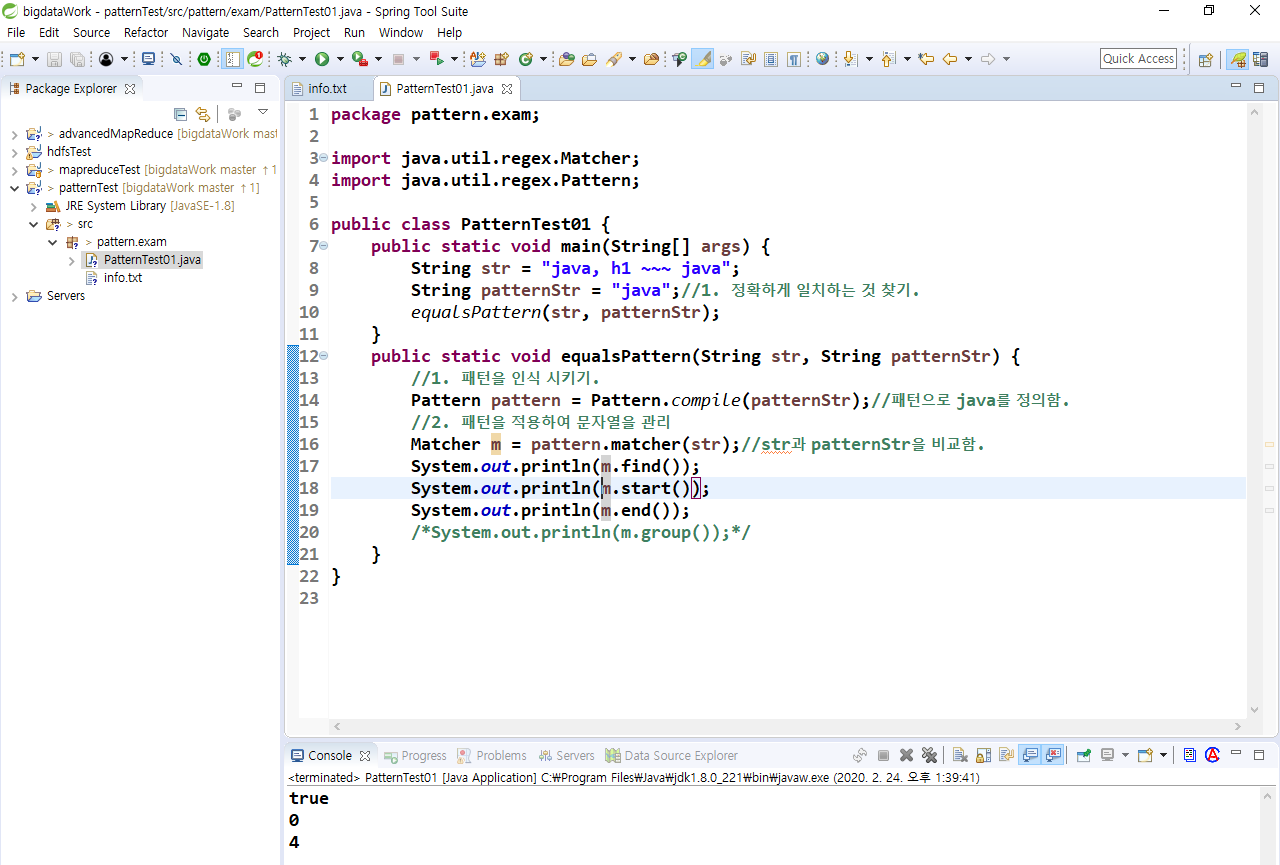 bigdataWork - patternTest/src/pattern/exam/PatternTest01.java - Spring Tool Suite
File Edit Source Refactor Navigate Search Project Run Window Help
Quick Access
Package Explorer
> advancedMapReduce [bigdataWork mast
hdfsTest
> mapreduceTest [bigdataWork master ↑1
> patternTest [bigdataWork master ↑1]
JRE System Library [JavaSE-1.8]
> src
> pattern.exam
PatternTest01.java
info.txt
Servers
info.txt PatternTest01.java
1 package pattern.exam;
2
3 import java.util.regex.Matcher;
4 import java.util.regex.Pattern;
5
6 public class PatternTest01 {
7 public static void main(String[] args) {
8 String str = "java, h1 ~~~ java";
9 String patternStr = "java";//1. 정확하게 일치하는 것 찾기.
10 equalsPattern(str, patternStr);
11 }
12 public static void equalsPattern(String str, String patternStr) {
13 //1. 패턴을 인식 시키기.
14 Pattern pattern = Pattern.compile(patternStr);//패턴으로 java를 정의함.
15 //2. 패턴을 적용하여 문자열을 관리
16 Matcher m = pattern.matcher(str);//str과 patternStr을 비교함.
17 System.out.println(m.find());
18 System.out.println(m.start());
19 System.out.println(m.end());
20 /*System.out.println(m.group());*/
21 }
22 }
23
Console Progress Problems Servers Data Source Explorer
<terminated> PatternTest01 [Java Application] C:₩Program Files₩Java₩jdk1.8.0_221₩bin₩javaw.exe (2020. 2. 24. 오후 1:39:41)
true
0
4